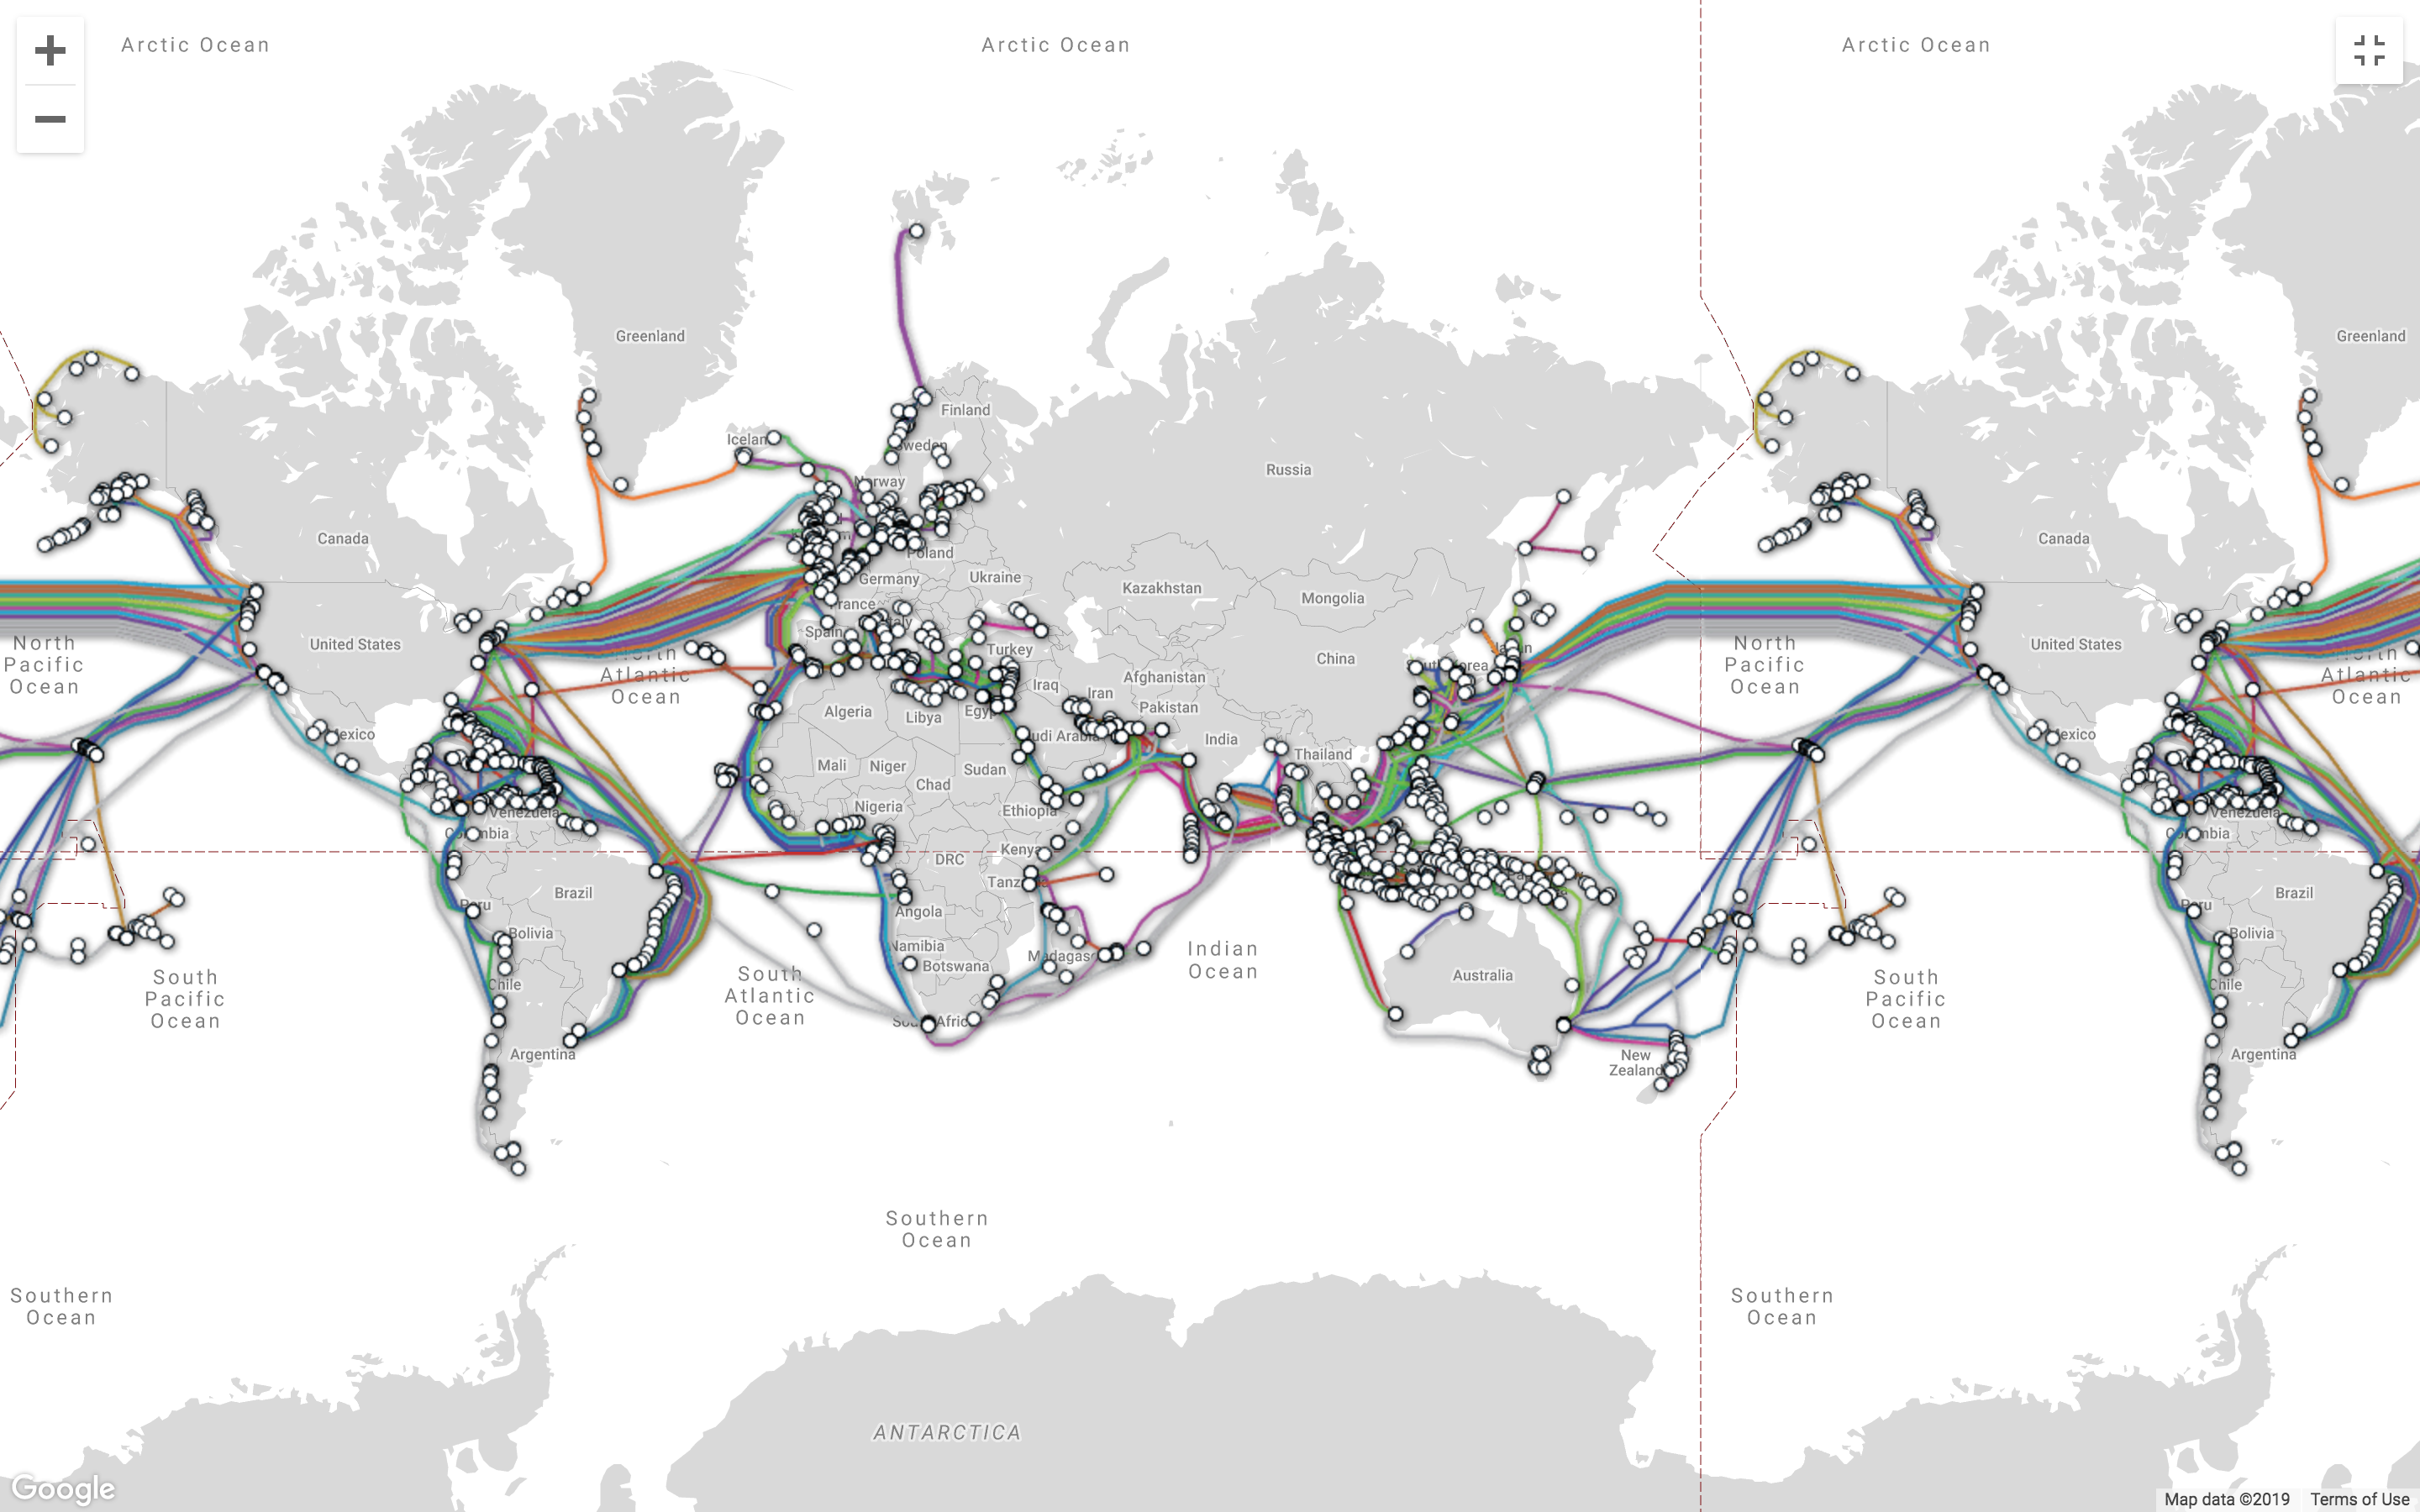 Arctic Ocean
Arctic Ocean
Arctic Ocean
Greenland
Greenland
Finland
Icelan
Sweden
Russia
Norway
Canada
Canada
Poland
Germany
Ukraine
Kazakhstan
Mongolia
France
Italy
Spain
United States
United States
North
Pacific
Ocean
North
Atlantic
Ocean
Turkey
China
South Korea
Japan
North
Pacific
Ocean
North
Atlantic
Ocean
Iraq
Iran
Afghanistan
Pakistan
Algeria
Libya
Egypt
Saudi Arabia
India
Thailand
Mexico
Mexico
Mali
Niger
Chad
Sudan
Nigeria
Ethiopia
Venezuela
Venezuela
Colombia
Colombia
DRC
Kenya
Tanzania
Brazil
Brazil
Peru
Peru
Angola
Bolivia
Bolivia
Namibia
Botswana
Madagasc
Indian
Ocean
Australia
South
Pacific
Ocean
Chile
Chile
South
Atlantic
Ocean
South
Pacific
Ocean
South Africa
Argentina
Argentina
New
Zealand
Southern
Ocean
Southern
Ocean
Southern
Ocean
ANTARCTICA
Google
Map data ©2019
Terms of Use